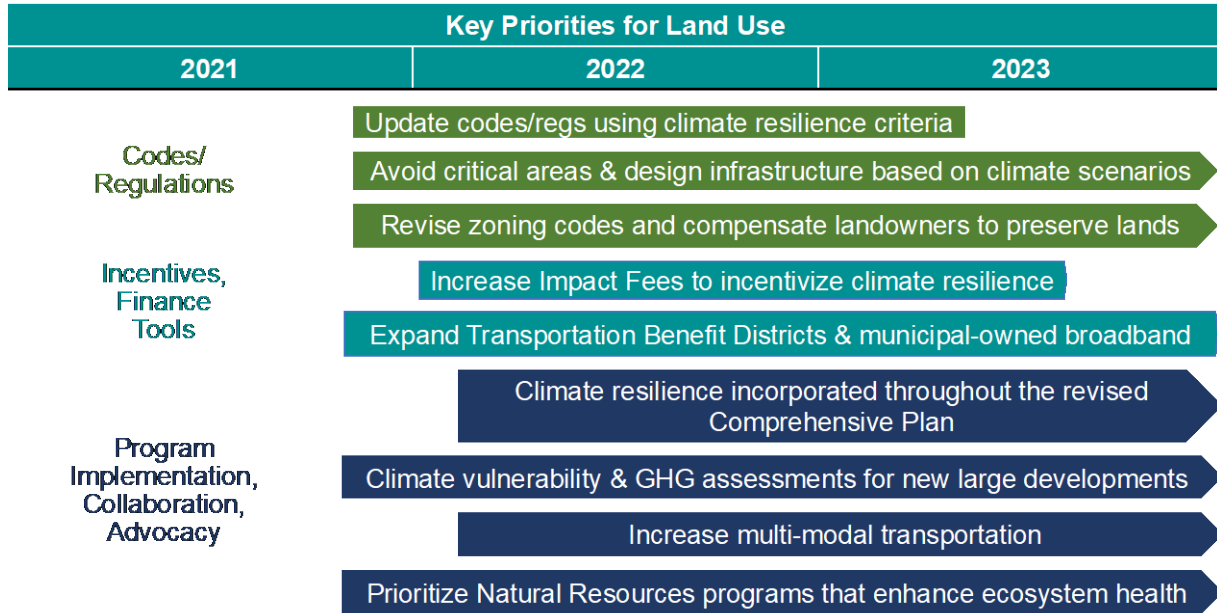 Key Priorities for Land Use
2021 2022 2023
Codes/
Regulations
Update codes/regs using climate resilience criteria
Avoid critical areas & design infrastructure based on climate scenarios
Revise zoning codes and compensate landowners to preserve lands
Incentives,
Finance
Tools
Increase Impact Fees to incentivize climate resilience
Expand Transportation Benefit Districts & municipal-owned broadband
Program
Implementation,
Collaboration,
Advocacy
Climate resilience incorporated throughout the revised
Comprehensive Plan
Climate vulnerability & GHG assessments for new large developments
Increase multi-modal transportation
Prioritize Natural Resources programs that enhance ecosystem health